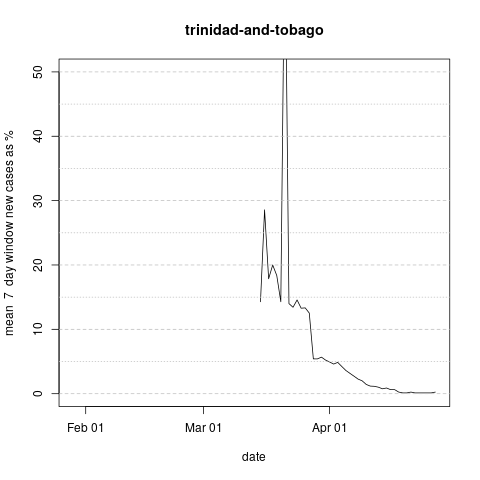 trinidad-and-tobago
mean 7 day window new cases as %
50
40
30
20
10
0
Feb 01
Mar 01
Apr 01
date